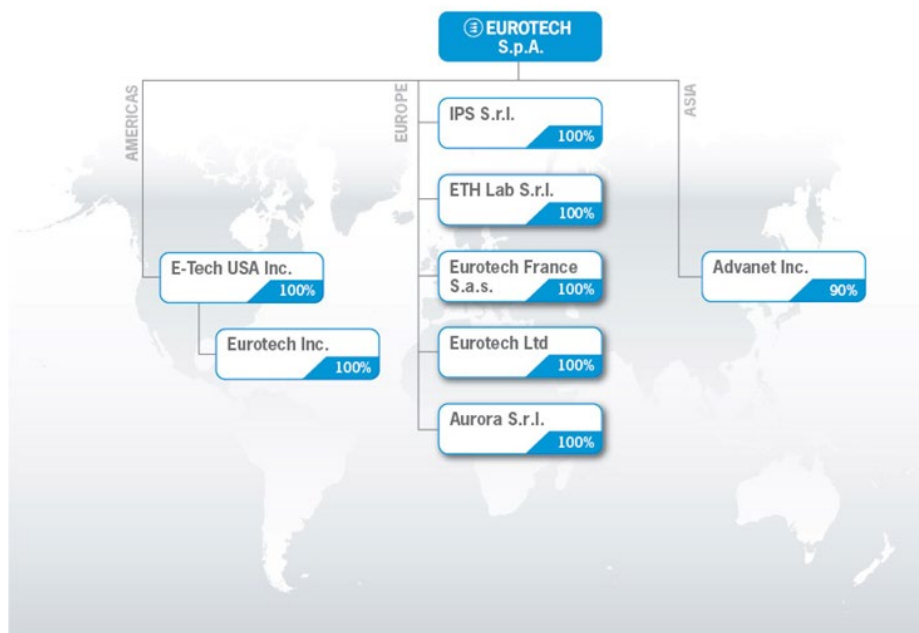 EUROTECH
S.p.A.
AMERICAS
E-Tech USA Inc.
100%
Eurotech Inc.
100%
EUROPE
IPS S.r.l.
100%
ETH Lab S.r.l.
100%
Eurotech France
S.a.s.
100%
Eurotech Ltd
100%
Aurora S.r.l.
100%
ASIA
Advanet Inc.
90%